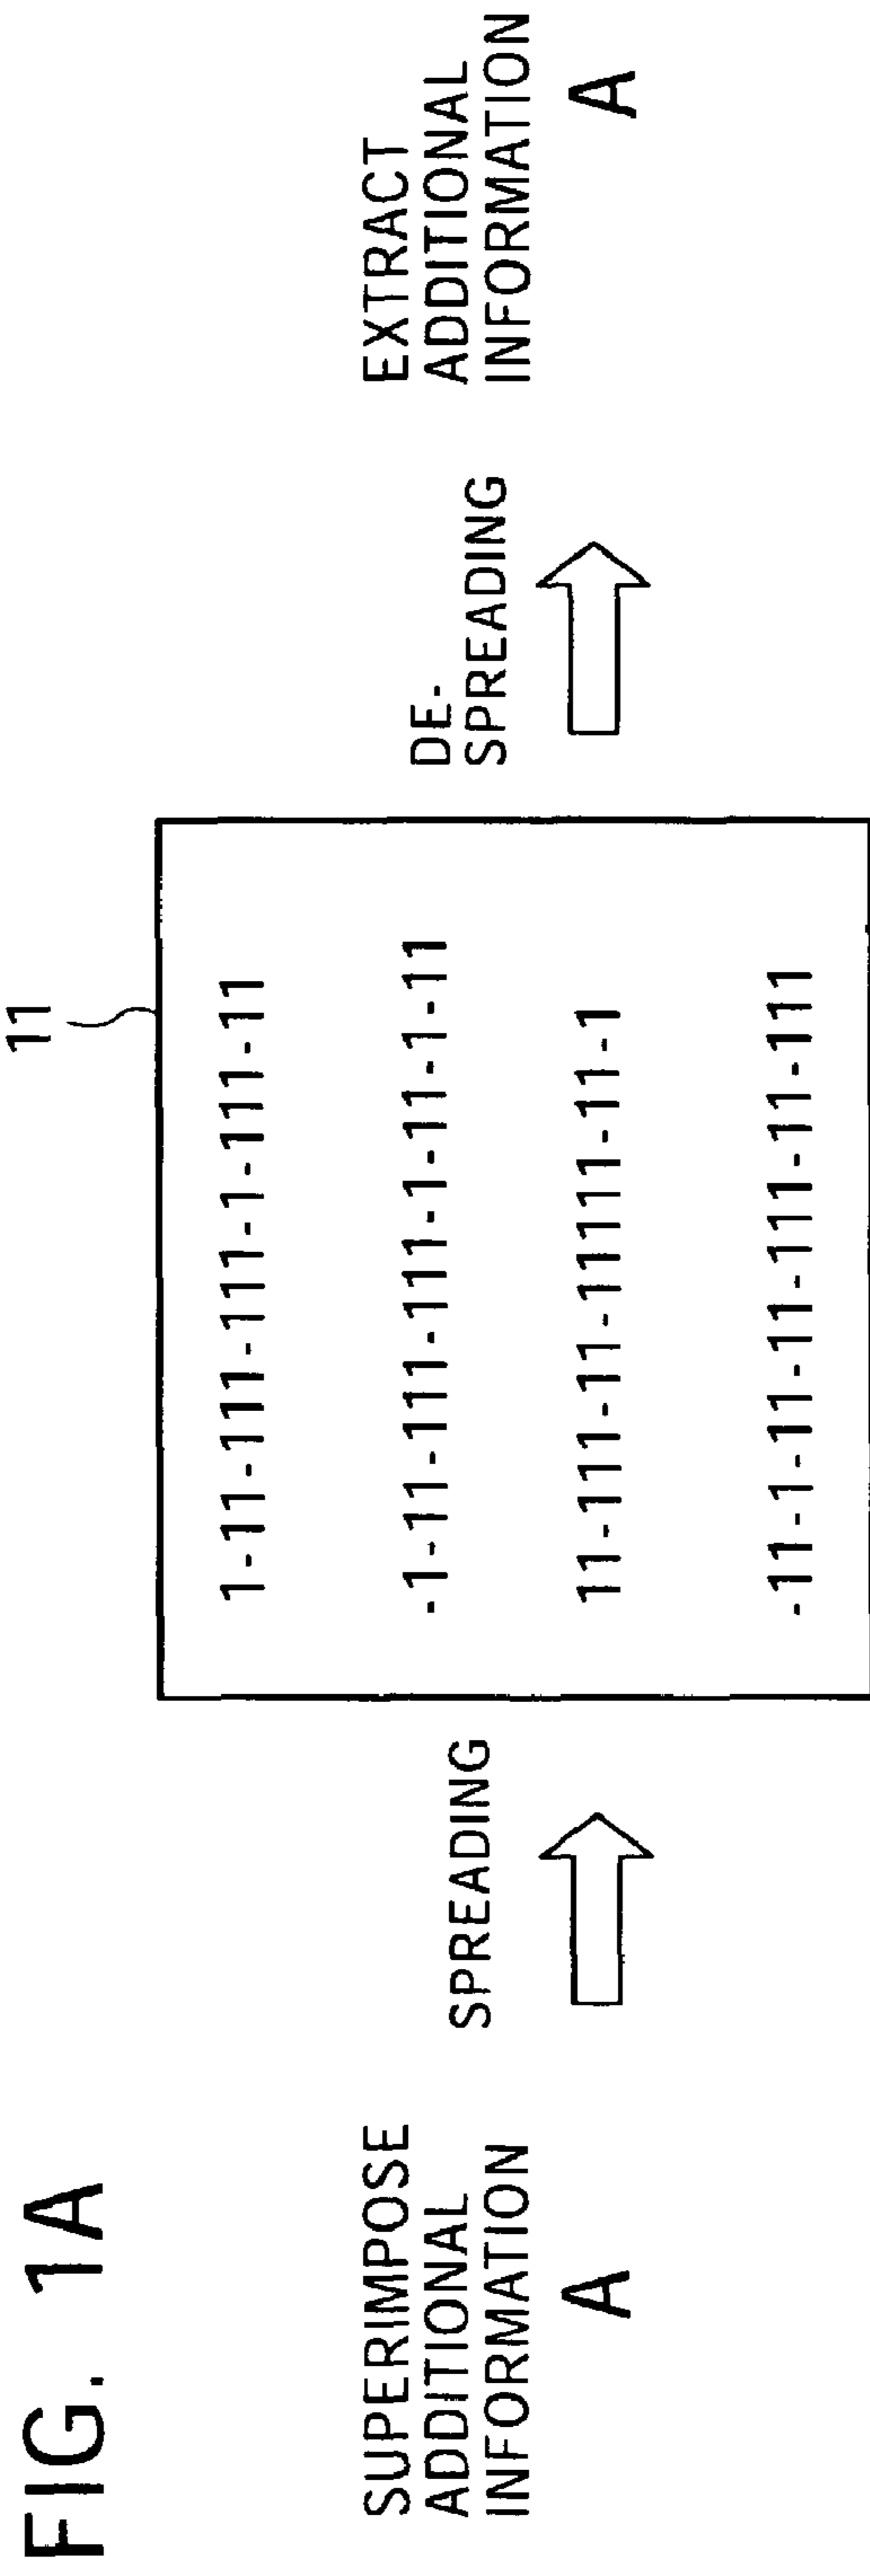 FIG. 1A
11
SUPERIMPOSE
ADDITIONAL
INFORMATION
A
SPREADING
1-11-111-111-1-111-11
-1-11-111-111-1-11-1-11
11-111-11-11111-11-1
-11-1-11-11-111-11-111
DE-
SPREADING
EXTRACT
ADDITIONAL
INFORMATION
A